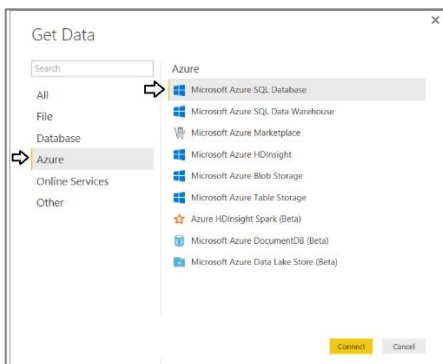 Get Data
Search
All
File
Database
Azure
Online Services
Other
Azure
Microsoft Azure SQL Database
Microsoft Azure SQL Data Warehouse
Microsoft Azure Marketplace
Microsoft Azure HDInsight
Microsoft Azure Blob Storage
Microsoft Azure Table Storage
Azure HDInsight Spark (Beta)
Microsoft Azure DocumentDB (Beta)
Microsoft Azure Data Lake Store (Beta)
Connect
Cancel